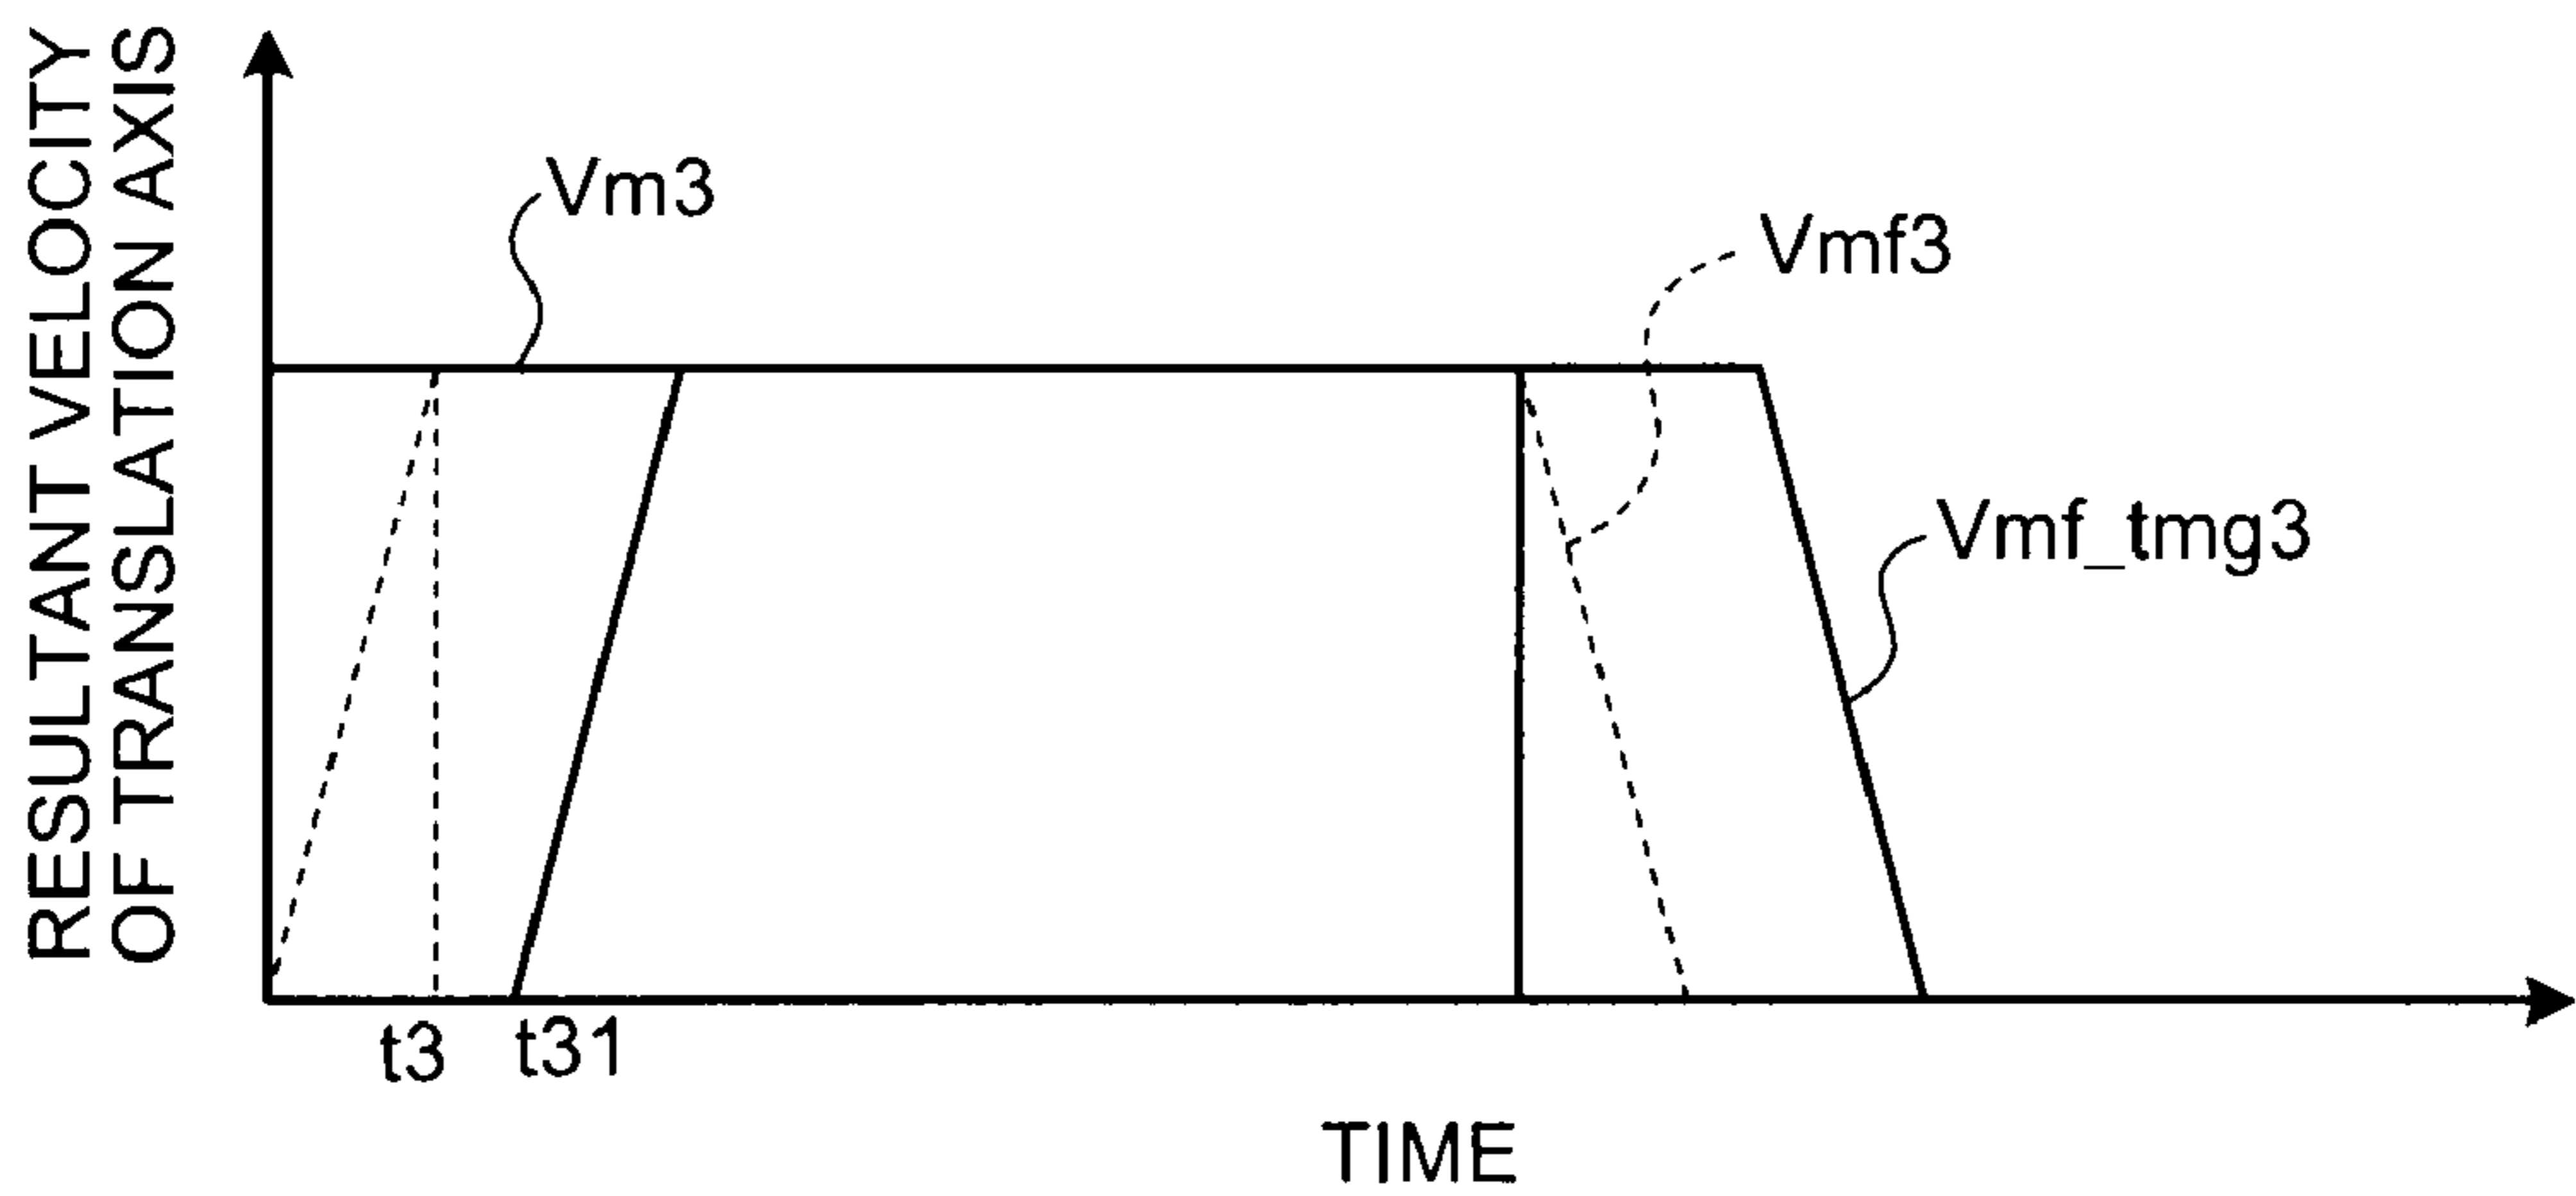 RESULTANT VELOCITY
OF TRANSLATION AXIS
Vm3
Vmf3
Vmf_tmg3
t3
t31
TIME